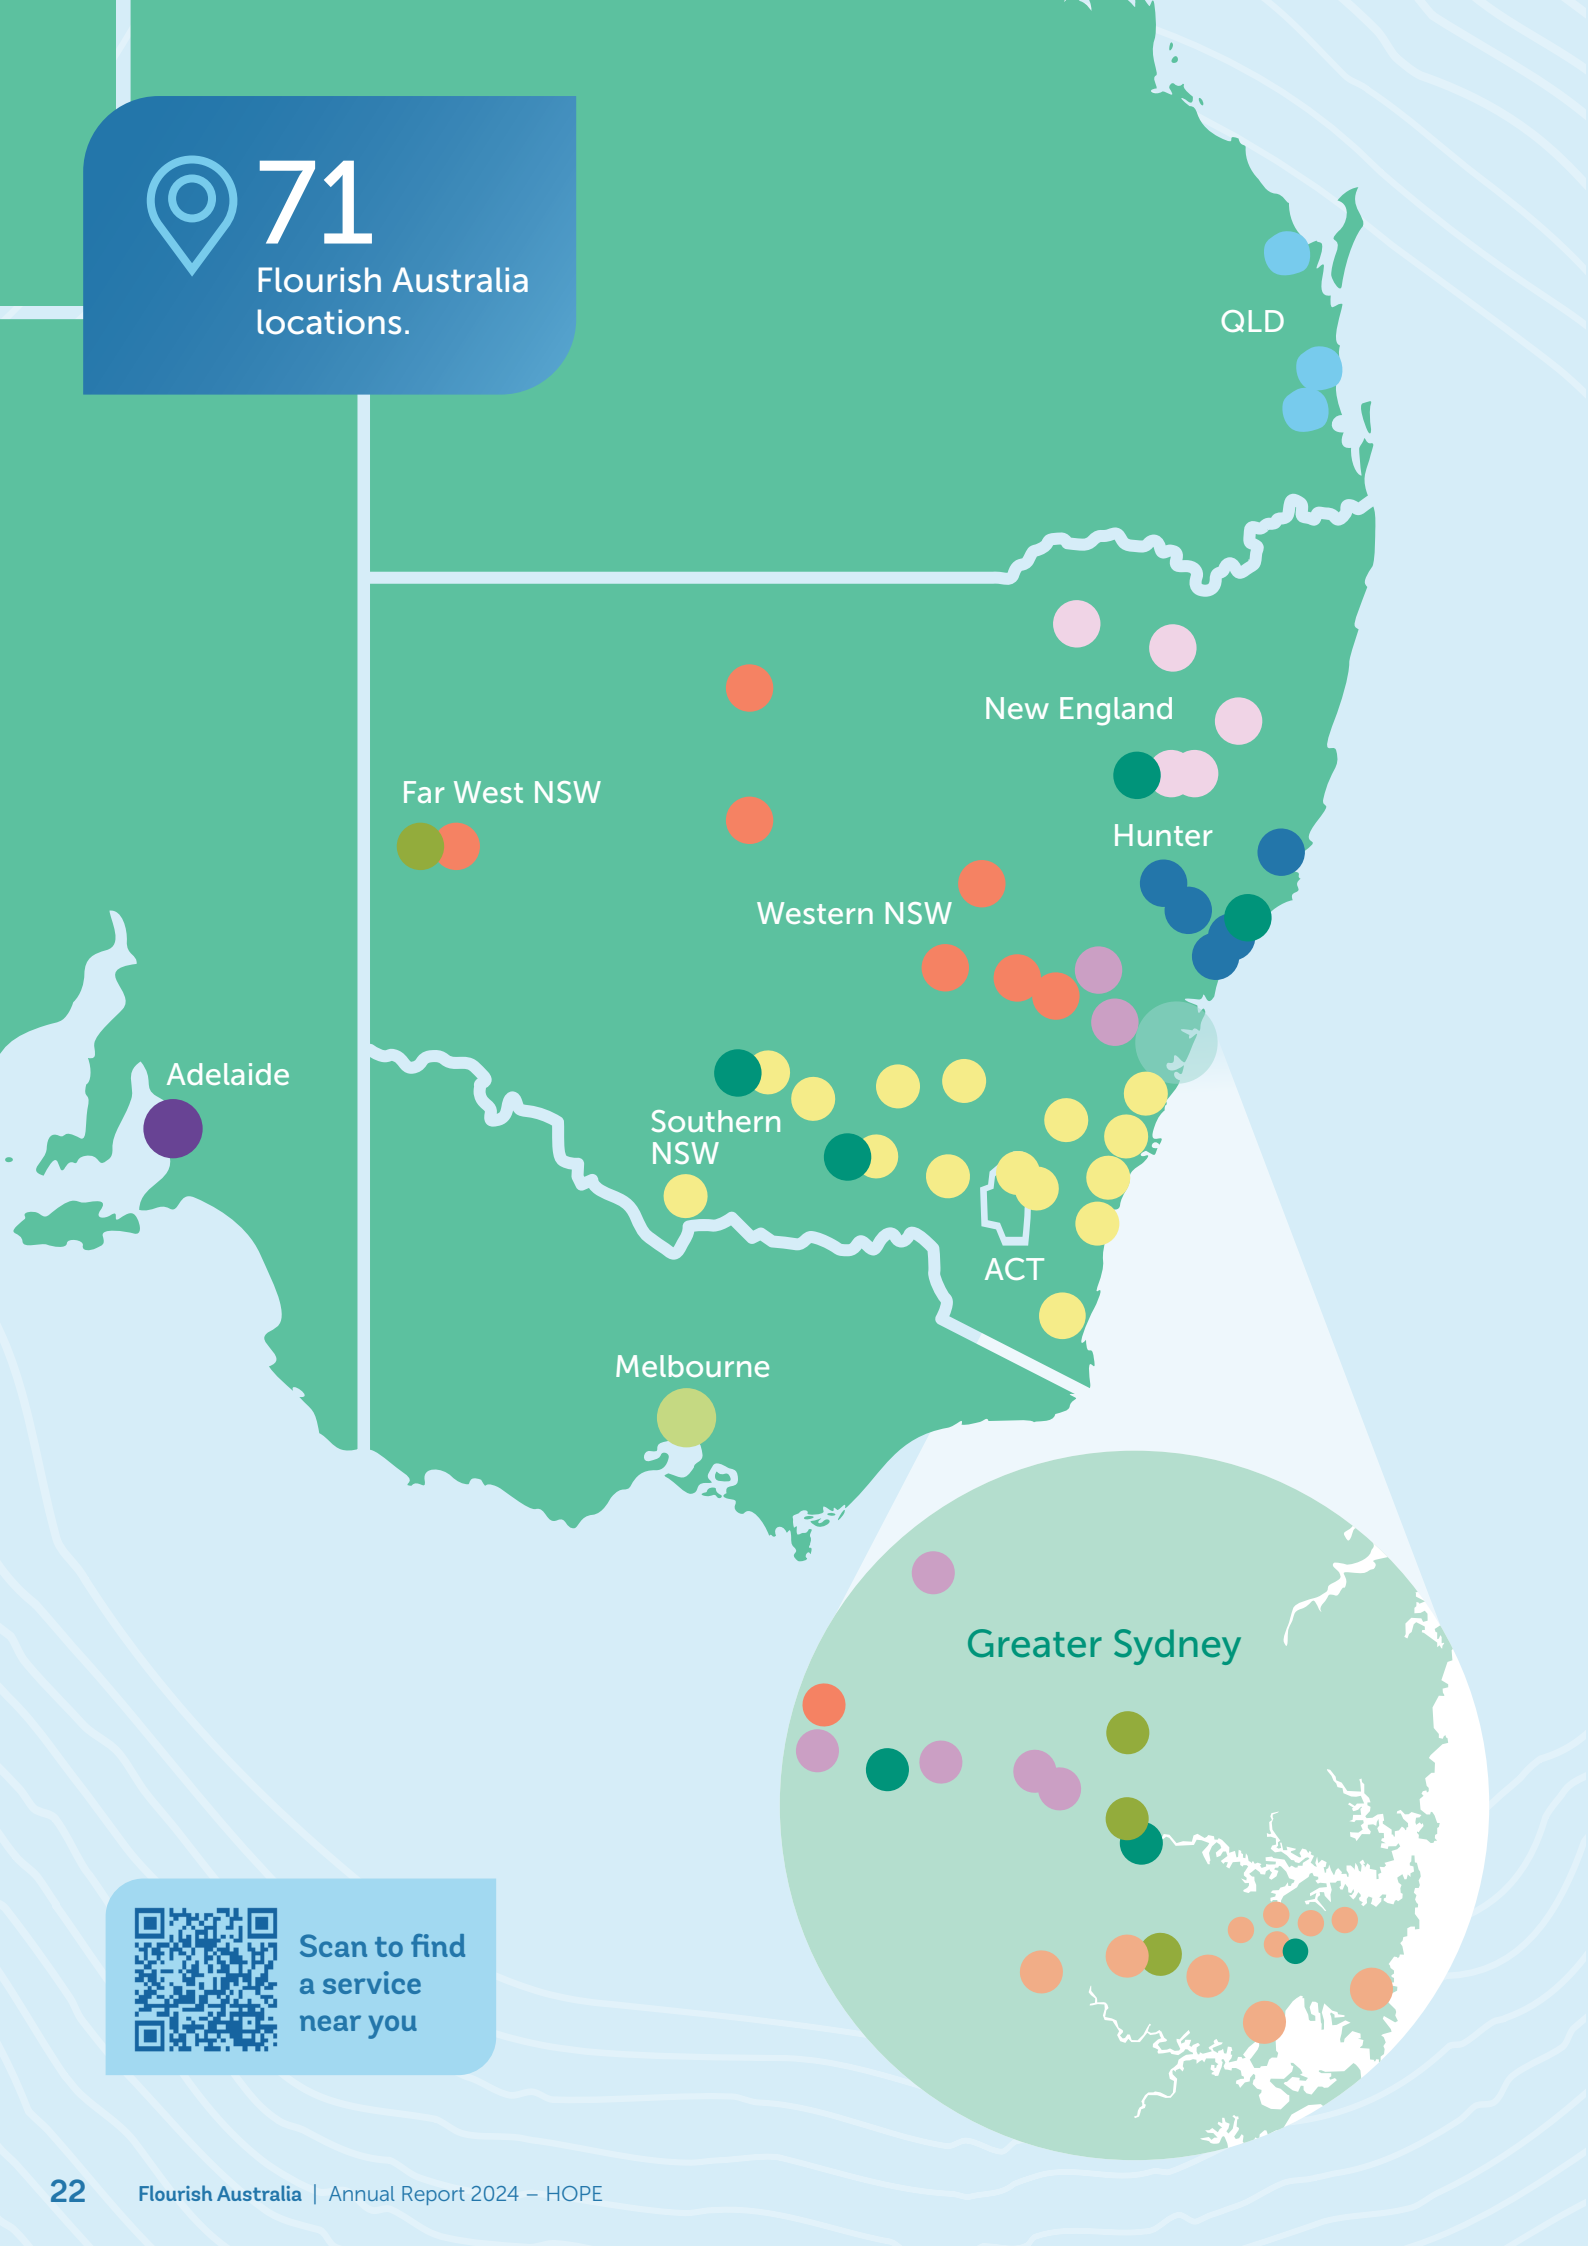 71
Flourish Australia
locations.
QLD
New England
Far West NSW
Hunter
Western NSW
Adelaide
Southern
NSW
ACT
Melbourne
Greater Sydney
Scan to find
a service
near you
22 Flourish Australia | Annual Report 2024 – HOPE